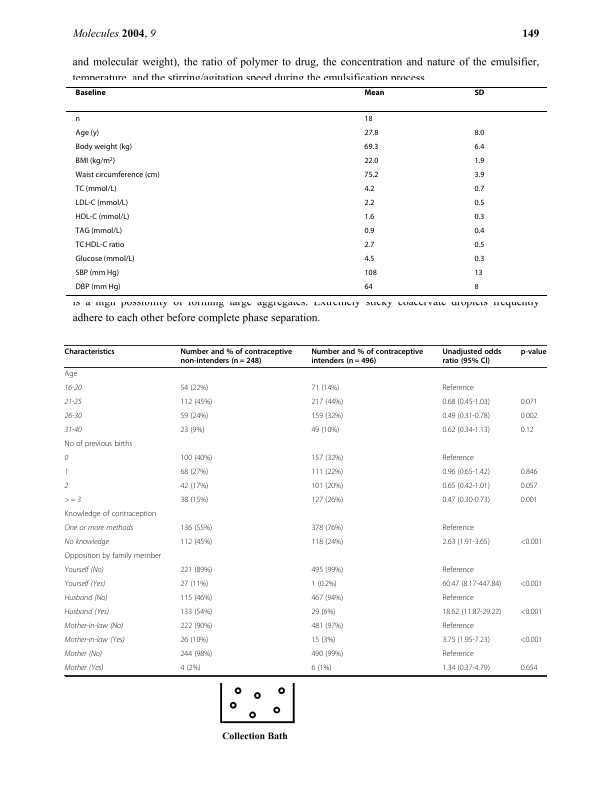 Molecules 2004, 9 149
and molecular weight), the ratio of polymer to drug, the concentration and nature of the emulsifier,
temperature, and the stirring/agitation speed during the emulsification process
Baseline Mean SD
n 18
Age (y) 27.8 8.0
Body weight (kg) 69.3 6.4
BMI (kg/m²) 22.0 1.9
Waist circumference (cm) 75.2 3.9
TC (mmol/L) 4.2 0.7
LDL-C (mmol/L) 2.2 0.5
HDL-C (mmol/L) 1.6 0.3
TAG (mmol/L) 0.9 0.4
TC:HDL-C ratio 2.7 0.5
Glucose (mmol/L) 4.5 0.3
SBP (mm Hg) 108 13
DBP (mm Hg) 64 8
is a high possibility of forming large aggregates. Extremely sticky coacervate droplets frequently
adhere to each other before complete phase separation.
Characteristics Number and % of contraceptive Number and % of contraceptive Unadjusted odds p-value
non-intenders (n = 248) intenders (n = 496) ratio (95% CI)
Age
16-20 54 (22%) 71 (14%) Reference
21-25 112 (45%) 217 (44%) 0.68 (0.45-1.03) 0.071
26-30 59 (24%) 159 (32%) 0.49 (0.31-0.78) 0.002
31-40 23 (9%) 49 (10%) 0.62 (0.34-1.13) 0.12
No of previous births
0 100 (40%) 157 (32%) Reference
1 68 (27%) 111 (22%) 0.96 (0.65-1.42) 0.846
2 42 (17%) 101 (20%) 0.65 (0.42-1.01) 0.057
> = 3 38 (15%) 127 (26%) 0.47 (0.30-0.73) 0.001
Knowledge of contraception
One or more methods 136 (55%) 378 (76%) Reference
No knowledge 112 (45%) 118 (24%) 2.63 (1.91-3.65) <0.001
Opposition by family member
Yourself (No) 221 (89%) 495 (99%) Reference
Yourself (Yes) 27 (11%) 1 (0.2%) 60.47 (8.17-447.84) <0.001
Husband (No) 115 (46%) 467 (94%) Reference
Husband (Yes) 133 (54%) 29 (6%) 18.62 (11.87-29.22) <0.001
Mother-in-law (No) 222 (90%) 481 (97%) Reference
Mother-in-law (Yes) 26 (10%) 15 (3%) 3.75 (1.95-7.23) <0.001
Mother (No) 244 (98%) 490 (99%) Reference
Mother (Yes) 4 (2%) 6 (1%) 1.34 (0.37-4.79) 0.654
Collection Bath